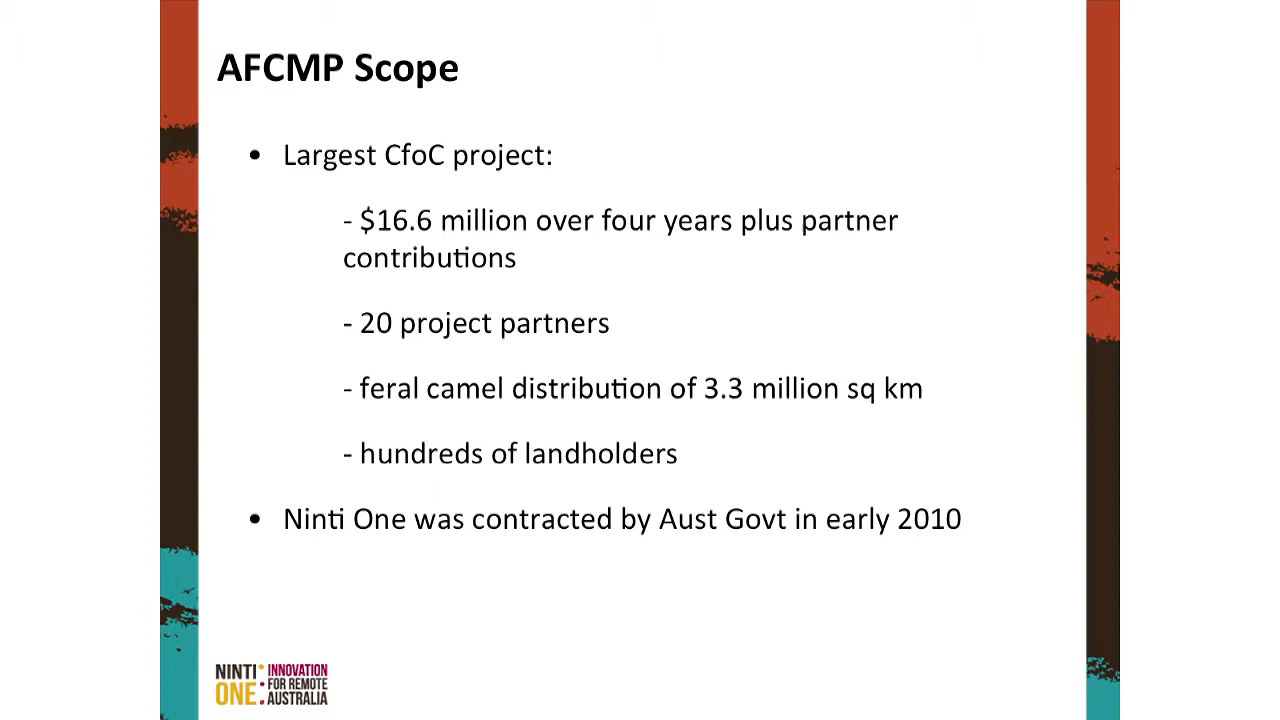 AFCMP Scope
• Largest CfoC project:
- $16.6 million over four years plus partner
contributions
- 20 project partners
- feral camel distribution of 3.3 million sq km
- hundreds of landholders
• Ninti One was contracted by Aust Govt in early 2010
NINTI ONE
INNOVATION
FOR REMOTE
AUSTRALIA